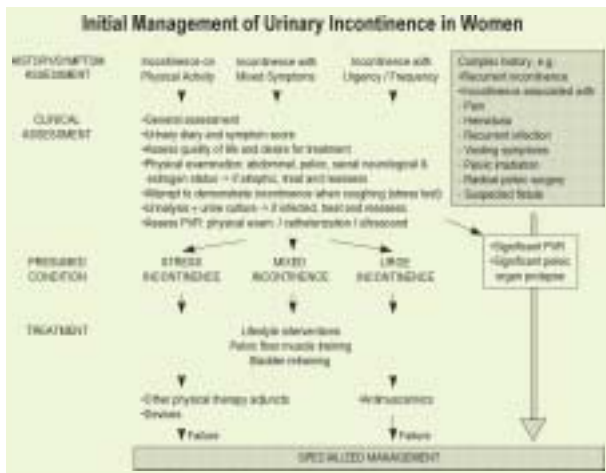 Initial Management of Urinary Incontinence in Women
HISTORY/SYMPTOM
ASSESSMENT
Incontinence on
Physical Activity
Incontinence with
Mixed Symptoms
Incontinence with
Urgency / Frequency
Complex history, e.g.
•Recurrent incontinence
•Incontinence associated with
- Pain
- Hematuria
- Recurrent infection
- Voiding symptoms
- Pelvic irradiation
- Radical pelvic surgery
- Suspected fistula
CLINICAL
ASSESSMENT
•General assessment
•Urinary diary and symptom score
•Assess quality of life and desire for treatment
•Physical examination: abdominal, pelvic, sacral neurological &
estrogen status → if atrophic, treat and reassess
•Attempt to demonstrate incontinence when coughing (stress test)
•Urinalysis + urine culture → if infected, treat and reassess
•Assess PVR: physical exam / catheterization / ultrasound
PRESUMED
CONDITION
STRESS
INCONTINENCE
MIXED
INCONTINENCE
URGE
INCONTINENCE
•Significant PVR
•Significant pelvic
organ prolapse
TREATMENT
Lifestyle interventions
Pelvic floor muscle training
Bladder retraining
•Other physical therapy adjuncts
•Devices
•Antimuscarinics
Failure
Failure
SPECIALIZED MANAGEMENT